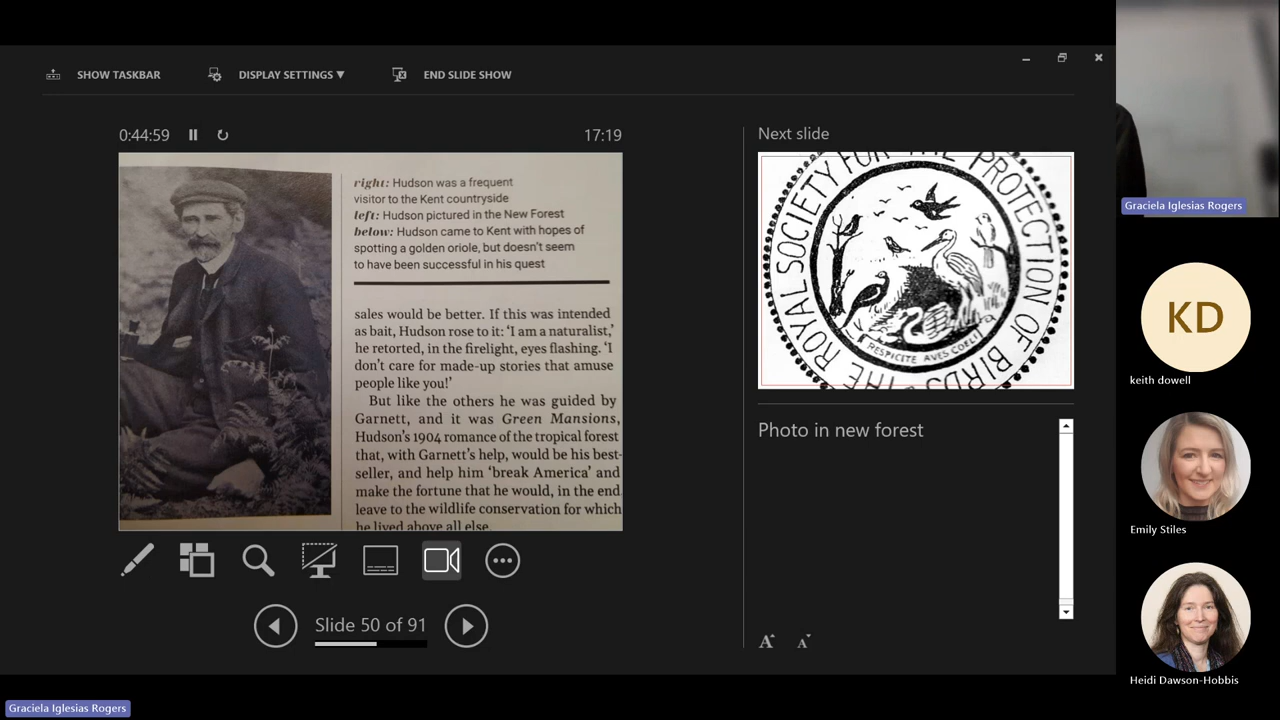 SHOW TASKBAR
DISPLAY SETTINGS ▼
END SLIDE SHOW
0:44:59
17:19
right: Hudson was a frequent
visitor to the Kent countryside
left: Hudson pictured in the New Forest
below: Hudson came to Kent with hopes of
spotting a golden oriole, but doesn't seem
to have been successful in his quest
sales would be better. If this was intended
as bait, Hudson rose to it: 'I am a naturalist,'
he retorted, in the firelight, eyes flashing. 'I
don't care for made-up stories that amuse
people like you!'
But like the others he was guided by
Garnett, and it was Green Mansions,
Hudson's 1904 romance of the tropical forest
that, with Garnett's help, would be his best-
seller, and help him 'break America' and
make the fortune that he would, in the end
leave to the wildlife conservation for which
he lived above all else.
Slide 50 of 91
Next slide
THE ROYAL SOCIETY FOR THE PROTECTION OF BIRDS
RESPICITE AVES COELI
Photo in new forest
A A
Graciela Iglesias Rogers
KD
keith dowell
Emily Stiles
Heidi Dawson-Hobbis
Graciela Iglesias Rogers